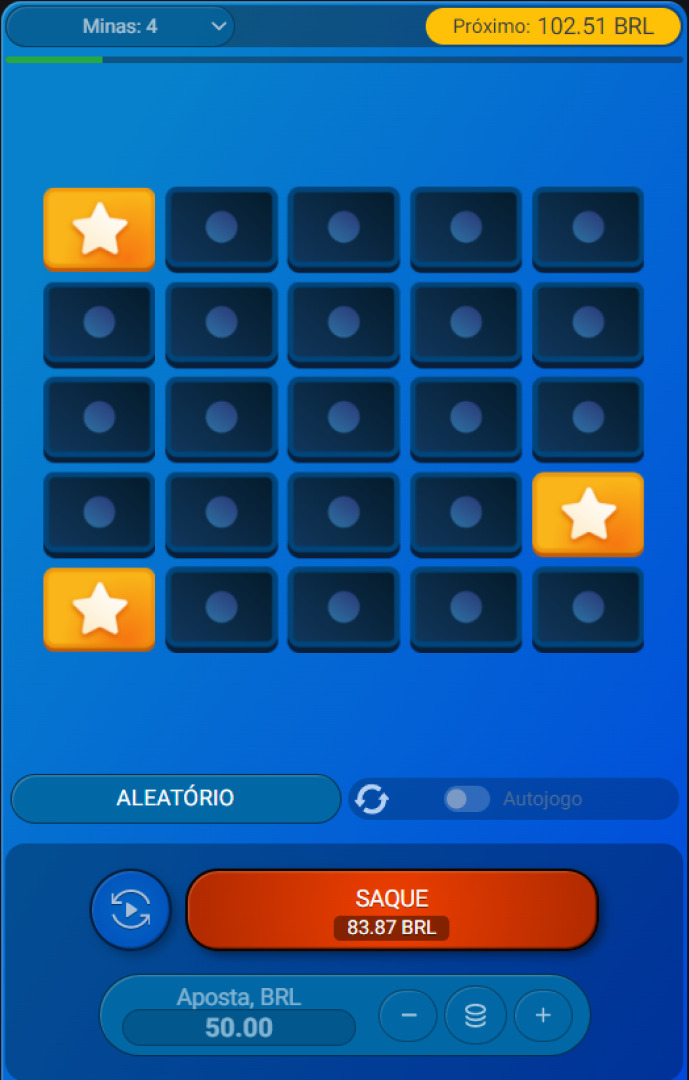 Minas: 4
Próximo: 102.51 BRL
ALEATÓRIO
Autojogo
SAQUE
83.87 BRL
Aposta, BRL
50.00